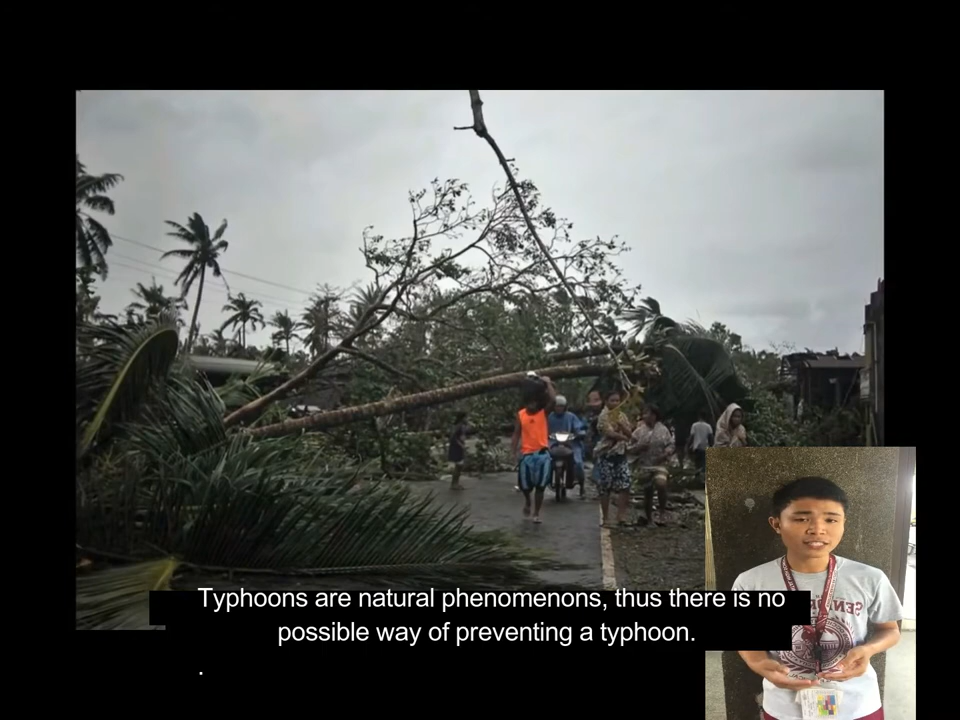 Typhoons are natural phenomenons, thus there is no
possible way of preventing a typhoon.
.